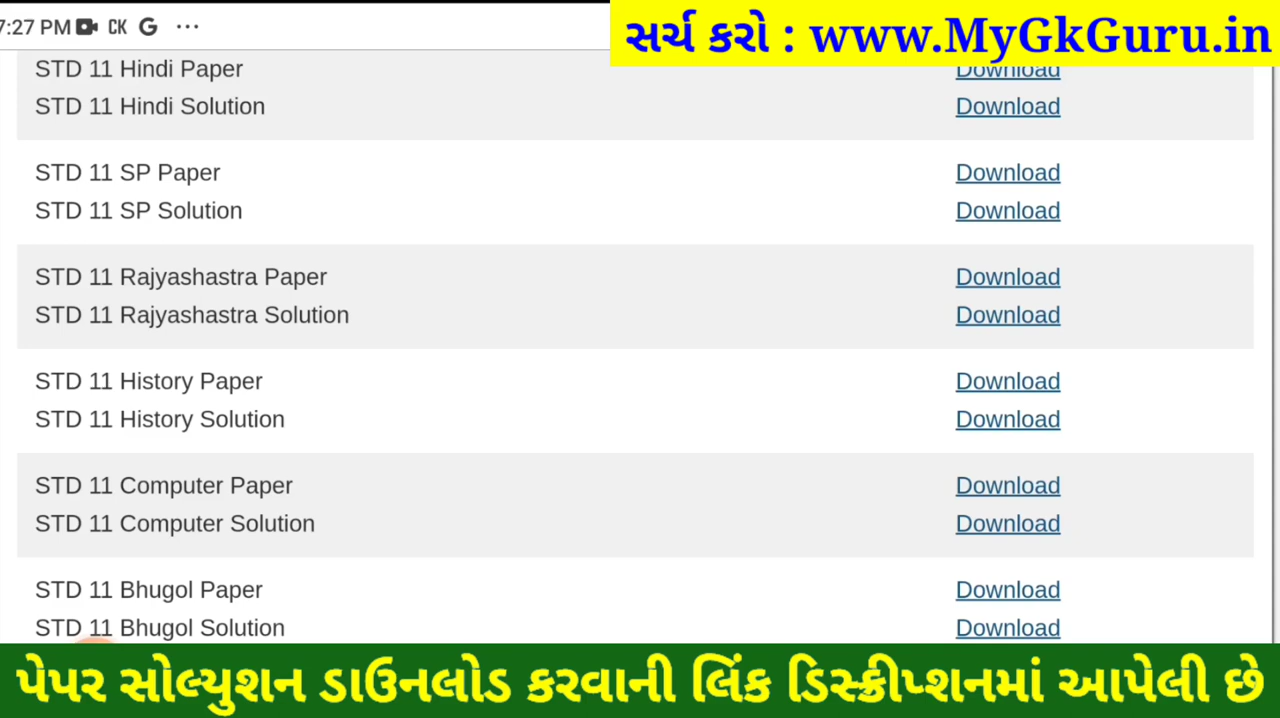 7:27 PM CK G ...
સર્ચ કરો : www.MyGkGuru.in
STD 11 Hindi Paper Download
STD 11 Hindi Solution Download
STD 11 SP Paper Download
STD 11 SP Solution Download
STD 11 Rajyashastra Paper Download
STD 11 Rajyashastra Solution Download
STD 11 History Paper Download
STD 11 History Solution Download
STD 11 Computer Paper Download
STD 11 Computer Solution Download
STD 11 Bhugol Paper Download
STD 11 Bhugol Solution Download
પેપર સોલ્યુશન ડાઉનલોડ કરવાની લિંક ડિસ્ક્રીપ્શનમાં આપેલી છે